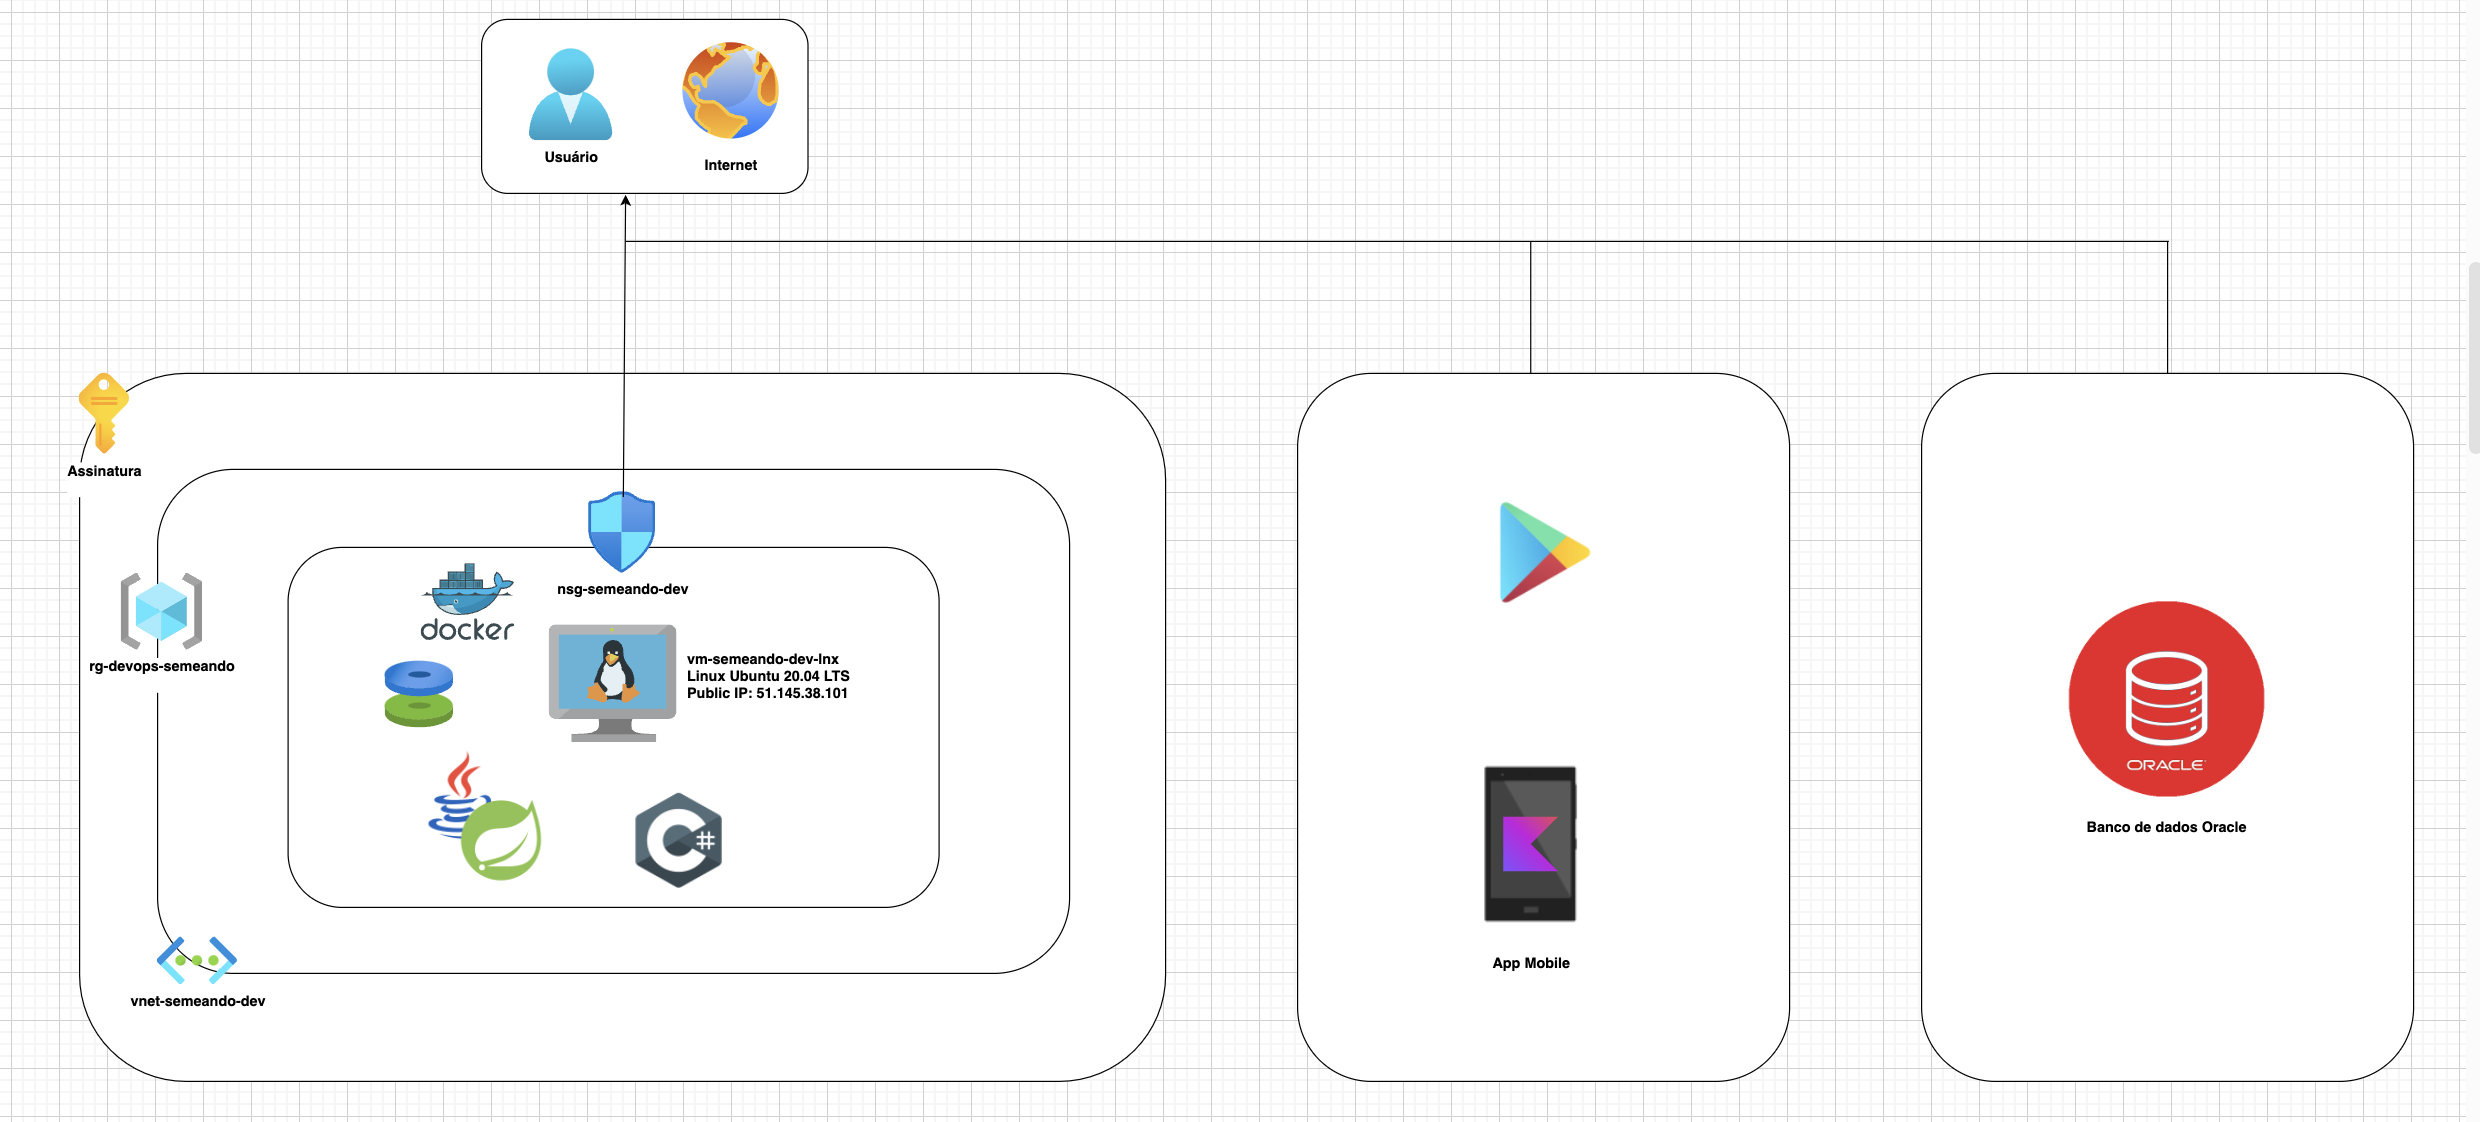 Usuário
Internet
Assinatura
nsg-semeando-dev
docker
rg-devops-semeando
vm-semeando-dev-lnx
Linux Ubuntu 20.04 LTS
Public IP: 51.145.38.101
C#
ORACLE
Banco de dados Oracle
App Mobile
vnet-semeando-dev